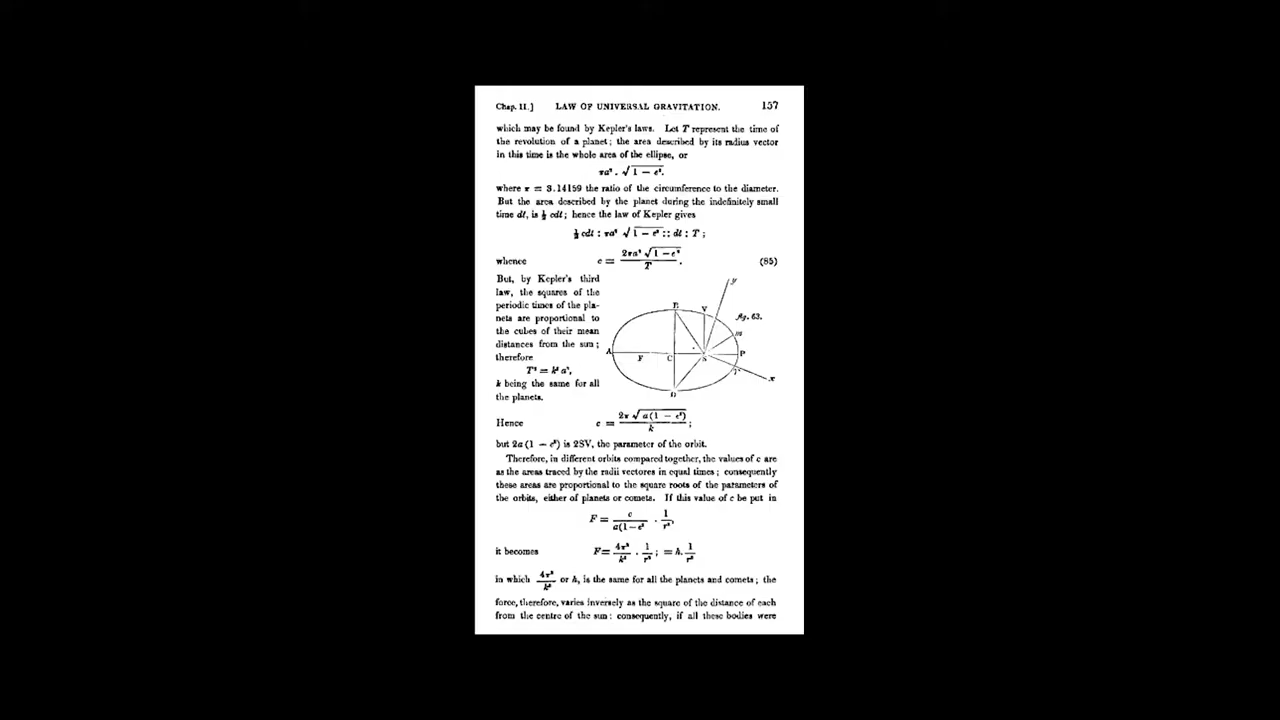 Chap. II.] LAW OF UNIVERSAL GRAVITATION. 157
which may be found by Kepler's laws. Let T represent the time of
the revolution of a planet; the area described by its radius vector
in this time is the whole area of the ellipse, or
πa². √1 − e².
where π = 3.14159 the ratio of the circumference to the diameter.
But the area described by the planet during the indefinitely small
time dt, is ½ cdt; hence the law of Kepler gives
½ cdt : πa² √1 − e² :: dt : T;
whence c = 2πa² √1−e² / T. (85)
But, by Kepler's third
law, the squares of the
periodic times of the pla-
nets are proportional to
the cubes of their mean
distances from the sun;
therefore
T² = k² a³,
k being the same for all
the planets.
y
B V
fig. 63.
m
A F C S P
x
D
Hence c = 2π √a(1 − e²) / k;
but 2a (1 − e²) is 2SV, the parameter of the orbit.
Therefore, in different orbits compared together, the values of c are
as the areas traced by the radii vectores in equal times; consequently
these areas are proportional to the square roots of the parameters of
the orbits, either of planets or comets. If this value of c be put in
F = c / a(1−e² . 1/r²,
it becomes F = 4π²/k² . 1/r²; = h. 1/r²
in which 4π²/k² or h, is the same for all the planets and comets; the
force, therefore, varies inversely as the square of the distance of each
from the centre of the sun: consequently, if all these bodies were